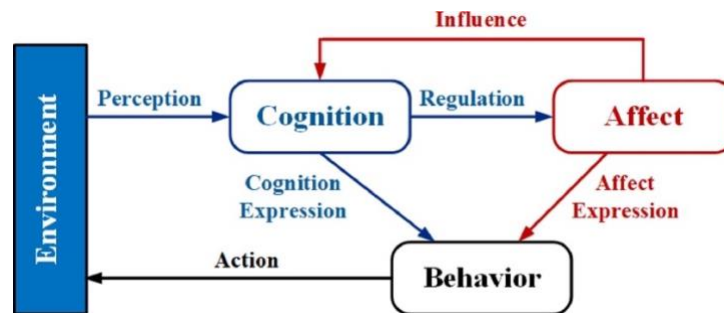 Influence
Perception
Cognition
Regulation
Affect
Environment
Cognition
Expression
Affect
Expression
Action
Behavior